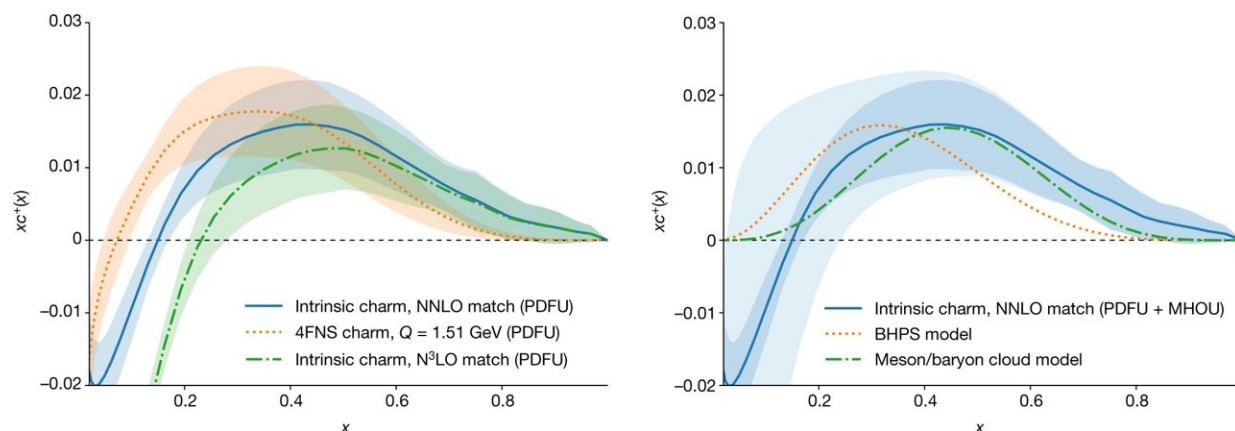 0.03
0.02
0.01
0
−0.01
−0.02
xc⁺(x)
Intrinsic charm, NNLO match (PDFU)
4FNS charm, Q = 1.51 GeV (PDFU)
Intrinsic charm, N³LO match (PDFU)
0.2 0.4 0.6 0.8
x
0.03
0.02
0.01
0
−0.01
−0.02
xc⁺(x)
Intrinsic charm, NNLO match (PDFU + MHOU)
BHPS model
Meson/baryon cloud model
0.2 0.4 0.6 0.8
x